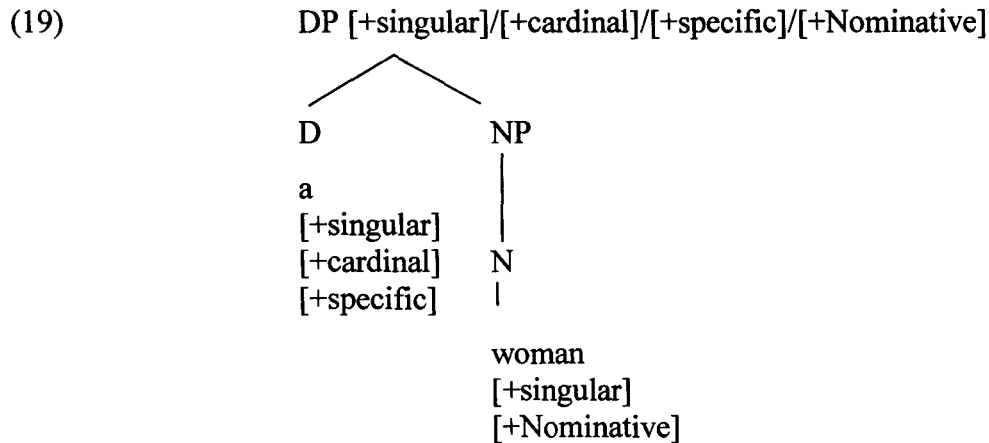 (19) DP [+singular]/[+cardinal]/[+specific]/[+Nominative]
D NP
a
[+singular]
[+cardinal] N
[+specific]
woman
[+singular]
[+Nominative]